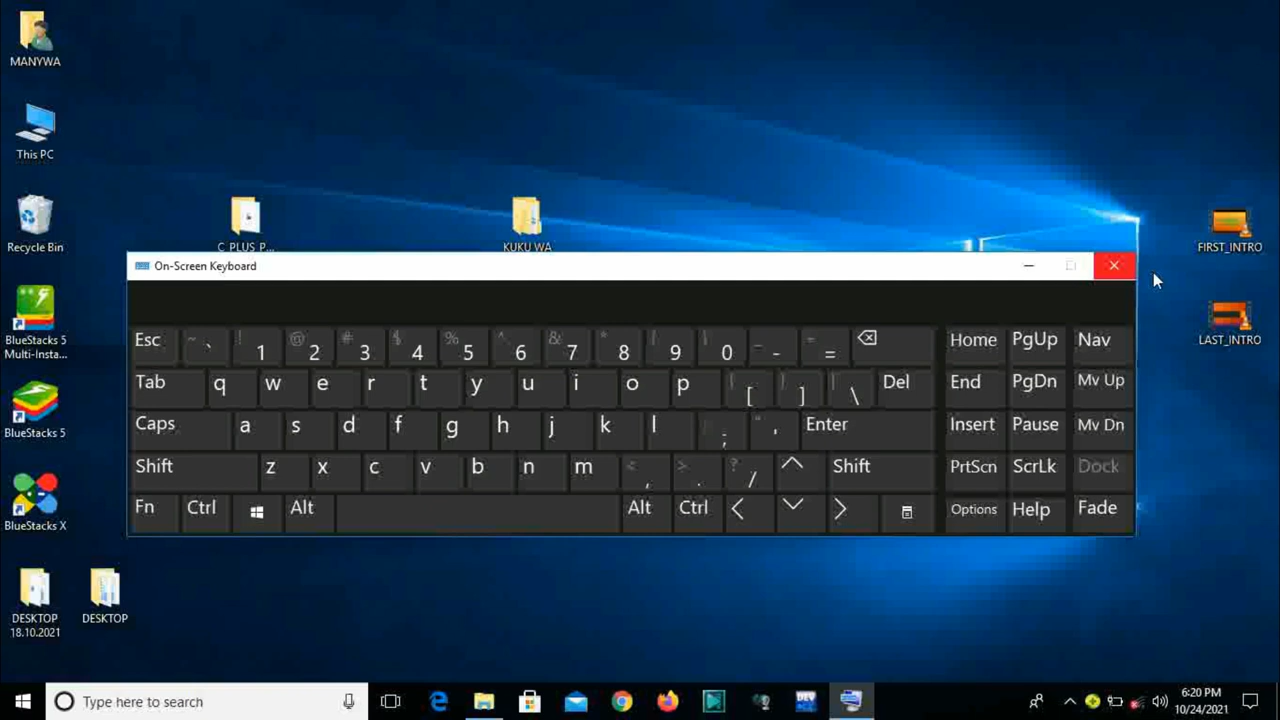 MANYWA
This PC
Recycle Bin
C_PLUS_P...
KUKU WA
FIRST_INTRO
LAST_INTRO
BlueStacks 5
Multi-Insta...
BlueStacks 5
BlueStacks X
DESKTOP
18.10.2021
DESKTOP
On-Screen Keyboard
Esc ~ ` ! 1 @ 2 # 3 $ 4 % 5 ^ 6 & 7 * 8 ( 9 ) 0 _ - + = Home PgUp Nav
Tab q w e r t y u i o p { [ } ] | \ Del End PgDn Mv Up
Caps a s d f g h j k l : ; " ' Enter Insert Pause Mv Dn
Shift z x c v b n m < , > . ? / Shift PrtScn ScrLk Dock
Fn Ctrl Alt Alt Ctrl Options Help Fade
Type here to search
6:20 PM
10/24/2021